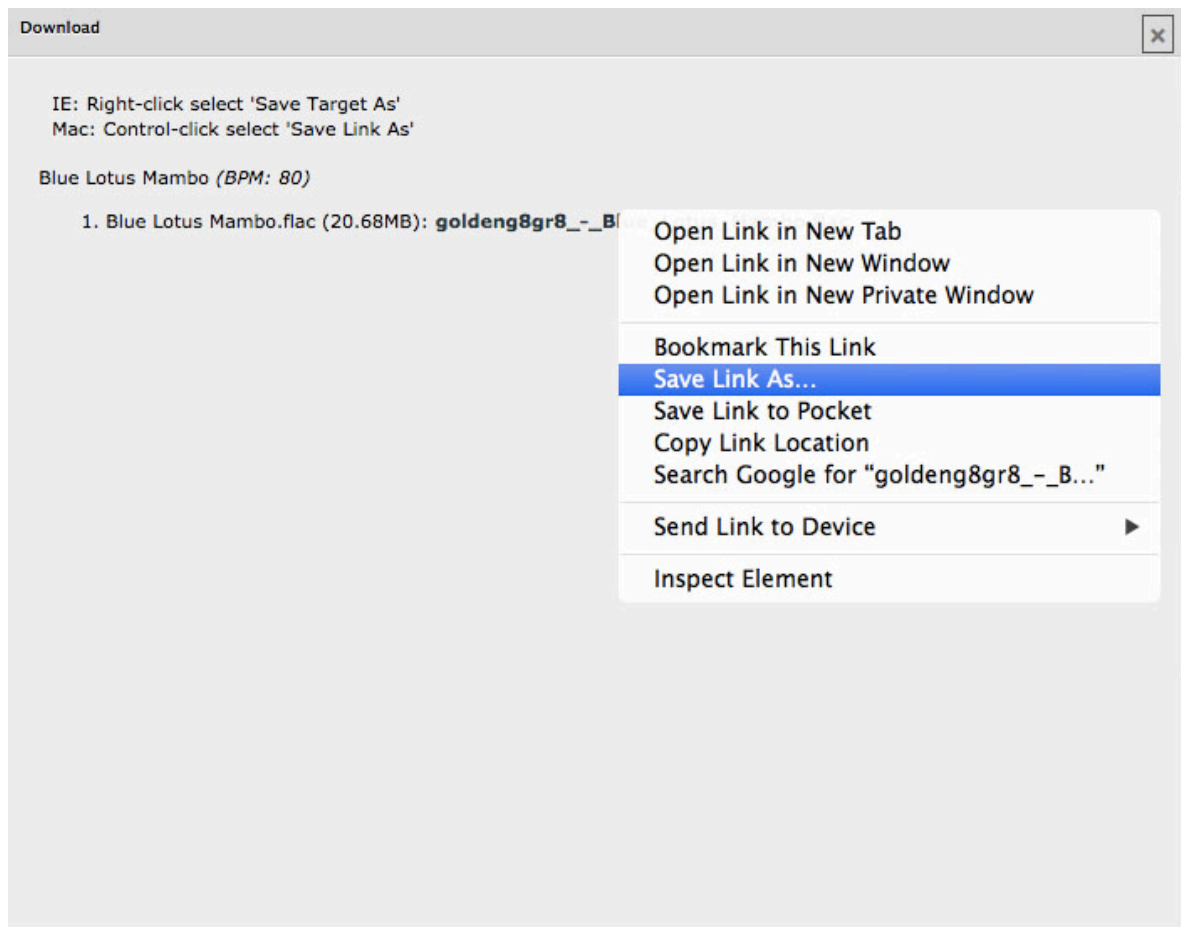 Download
IE: Right-click select 'Save Target As'
Mac: Control-click select 'Save Link As'
Blue Lotus Mambo (BPM: 80)
1. Blue Lotus Mambo.flac (20.68MB): goldeng8gr8_-_Bl
Open Link in New Tab
Open Link in New Window
Open Link in New Private Window
Bookmark This Link
Save Link As...
Save Link to Pocket
Copy Link Location
Search Google for “goldeng8gr8_-_B...”
Send Link to Device
Inspect Element